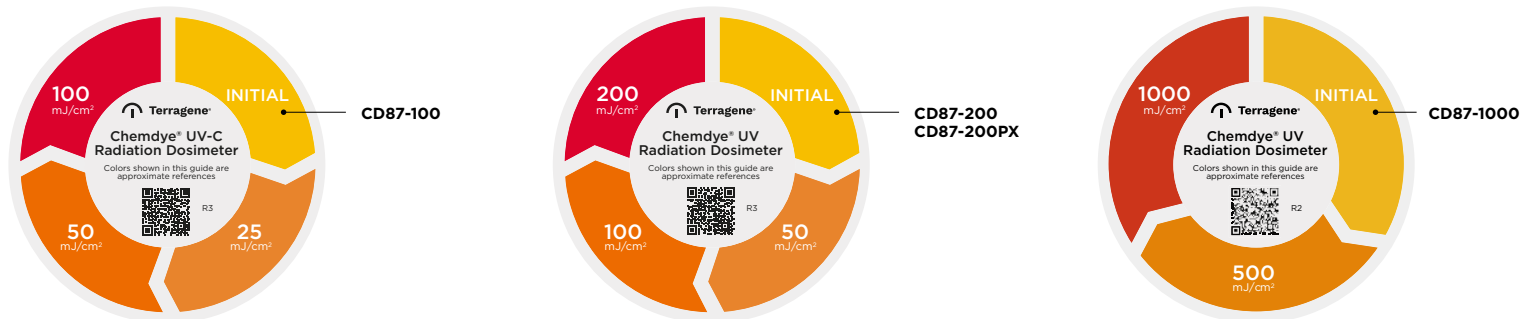 100
mJ/cm²
INITIAL
Terragene®
Chemdye® UV-C
Radiation Dosimeter
Colors shown in this guide are
approximate references
R3
50
mJ/cm²
25
mJ/cm²
CD87-100
200
mJ/cm²
INITIAL
Terragene®
Chemdye® UV
Radiation Dosimeter
Colors shown in this guide are
approximate references
R3
100
mJ/cm²
50
mJ/cm²
CD87-200
CD87-200PX
1000
mJ/cm²
INITIAL
Terragene®
Chemdye® UV
Radiation Dosimeter
Colors shown in this guide are
approximate references
R2
500
mJ/cm²
CD87-1000